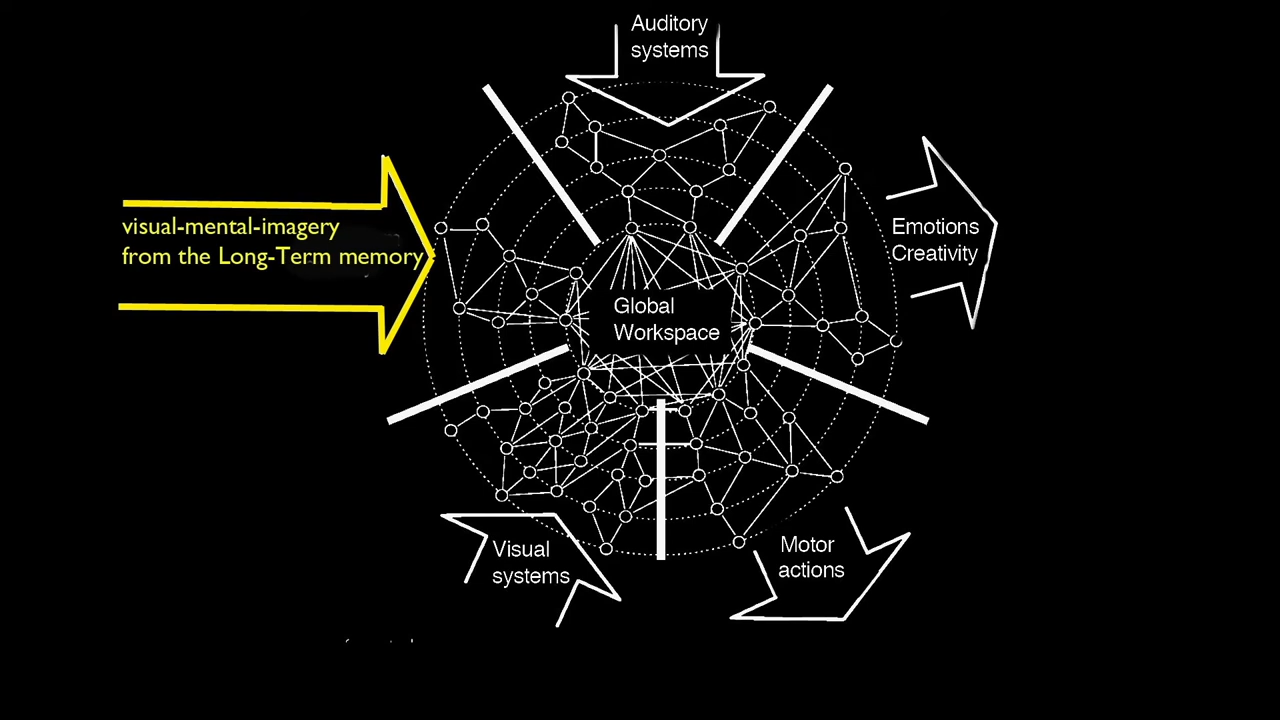 Auditory
systems
visual-mental-imagery
from the Long-Term memory
Emotions
Creativity
Global
Workspace
Visual
systems
Motor
actions